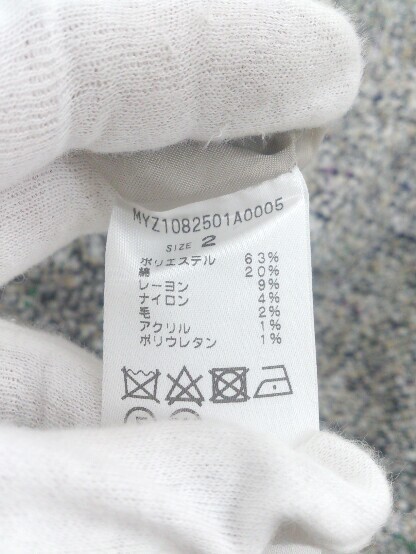 MYZ1082501A0005
SIZE 2
ポリエステル 63%
綿 20%
レーヨン 9%
ナイロン 4%
毛 2%
アクリル 1%
ポリウレタン 1%